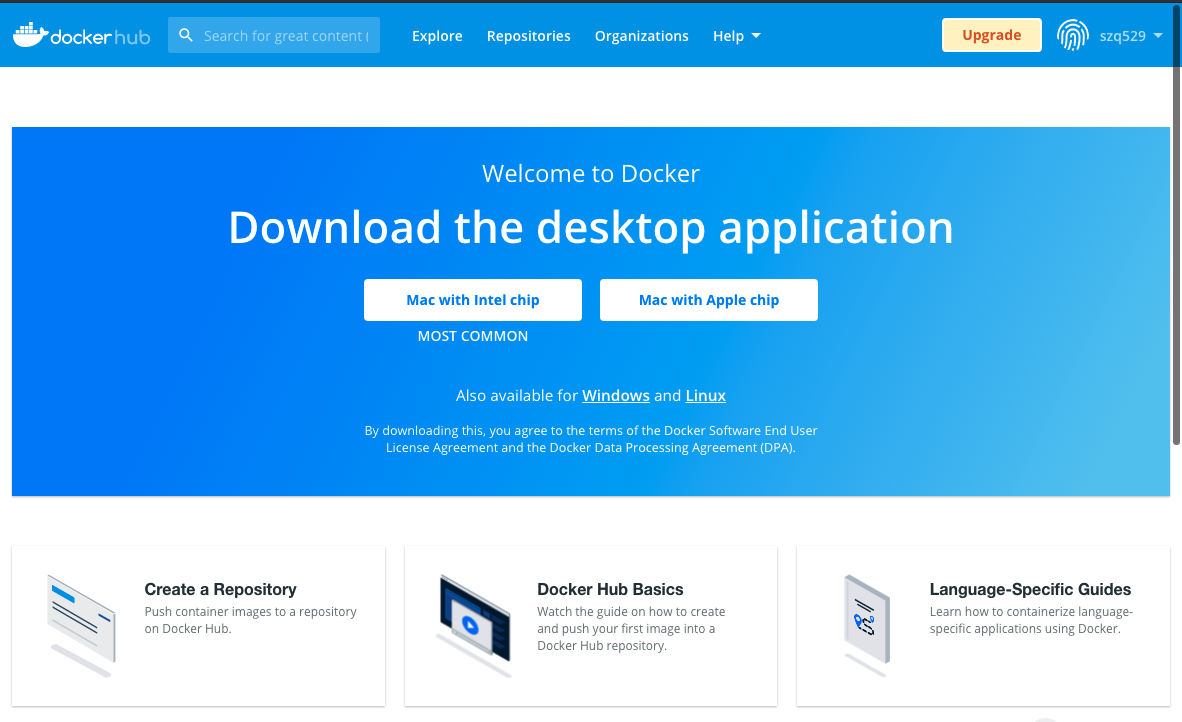 dockerhub
Search for great content (
Explore
Repositories
Organizations
Help
Upgrade
szq529
Welcome to Docker
Download the desktop application
Mac with Intel chip
Mac with Apple chip
MOST COMMON
Also available for Windows and Linux
By downloading this, you agree to the terms of the Docker Software End User
License Agreement and the Docker Data Processing Agreement (DPA).
Create a Repository
Push container images to a repository
on Docker Hub.
Docker Hub Basics
Watch the guide on how to create
and push your first image into a
Docker Hub repository.
Language-Specific Guides
Learn how to containerize language-
specific applications using Docker.